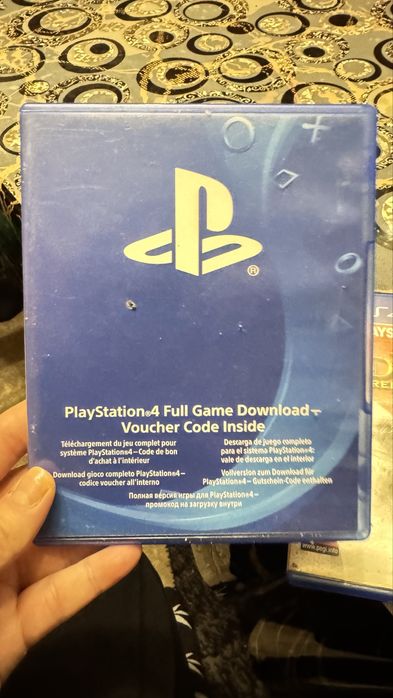 PlayStation®4 Full Game Download—
Voucher Code Inside
Téléchargement du jeu complet pour
système PlayStation®4—Code de bon
d'achat à l'intérieur
Descarga de juego completo
para el sistema PlayStation®4:
vale de descarga en el interior
Download gioco completo PlayStation®4—
codice voucher all'interno
Vollversion zum Download für
PlayStation®4— Gutschein-Code enthalten
Полная версия игры для PlayStation®4—
промокод на загрузку внутри
www.pegi.info